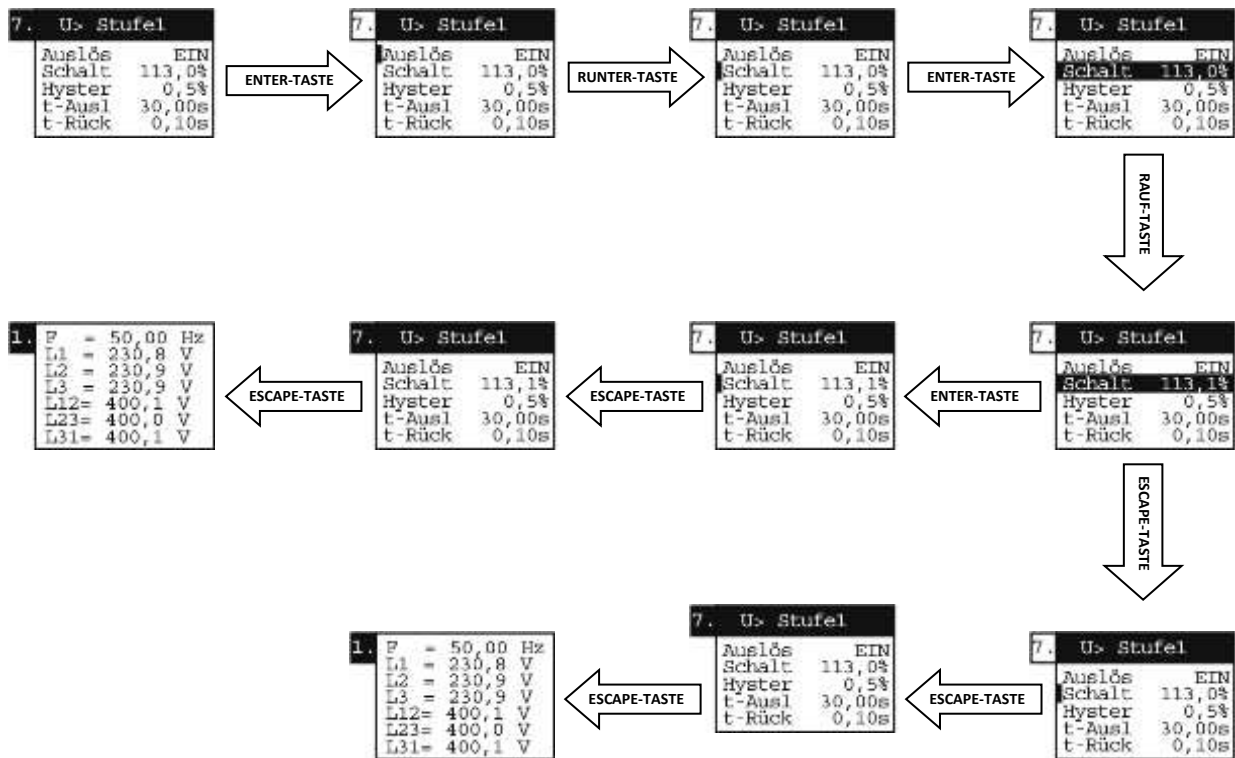 7. U> Stufe1
Auslös EIN
Schalt 113,0%
Hyster 0,5%
t-Ausl 30,00s
t-Rück 0,10s
ENTER-TASTE
7. U> Stufe1
Auslös EIN
Schalt 113,0%
Hyster 0,5%
t-Ausl 30,00s
t-Rück 0,10s
RUNTER-TASTE
7. U> Stufe1
Auslös EIN
Schalt 113,0%
Hyster 0,5%
t-Ausl 30,00s
t-Rück 0,10s
ENTER-TASTE
7. U> Stufe1
Auslös EIN
Schalt 113,0%
Hyster 0,5%
t-Ausl 30,00s
t-Rück 0,10s
RAUF-TASTE
1. F = 50,00 Hz
L1 = 230,8 V
L2 = 230,9 V
L3 = 230,9 V
L12= 400,1 V
L23= 400,0 V
L31= 400,1 V
ESCAPE-TASTE
7. U> Stufe1
Auslös EIN
Schalt 113,1%
Hyster 0,5%
t-Ausl 30,00s
t-Rück 0,10s
ESCAPE-TASTE
7. U> Stufe1
Auslös EIN
Schalt 113,1%
Hyster 0,5%
t-Ausl 30,00s
t-Rück 0,10s
ENTER-TASTE
7. U> Stufe1
Auslös EIN
Schalt 113,1%
Hyster 0,5%
t-Ausl 30,00s
t-Rück 0,10s
ESCAPE-TASTE
1. F = 50,00 Hz
L1 = 230,8 V
L2 = 230,9 V
L3 = 230,9 V
L12= 400,1 V
L23= 400,0 V
L31= 400,1 V
ESCAPE-TASTE
7. U> Stufe1
Auslös EIN
Schalt 113,0%
Hyster 0,5%
t-Ausl 30,00s
t-Rück 0,10s
ESCAPE-TASTE
7. U> Stufe1
Auslös EIN
Schalt 113,0%
Hyster 0,5%
t-Ausl 30,00s
t-Rück 0,10s